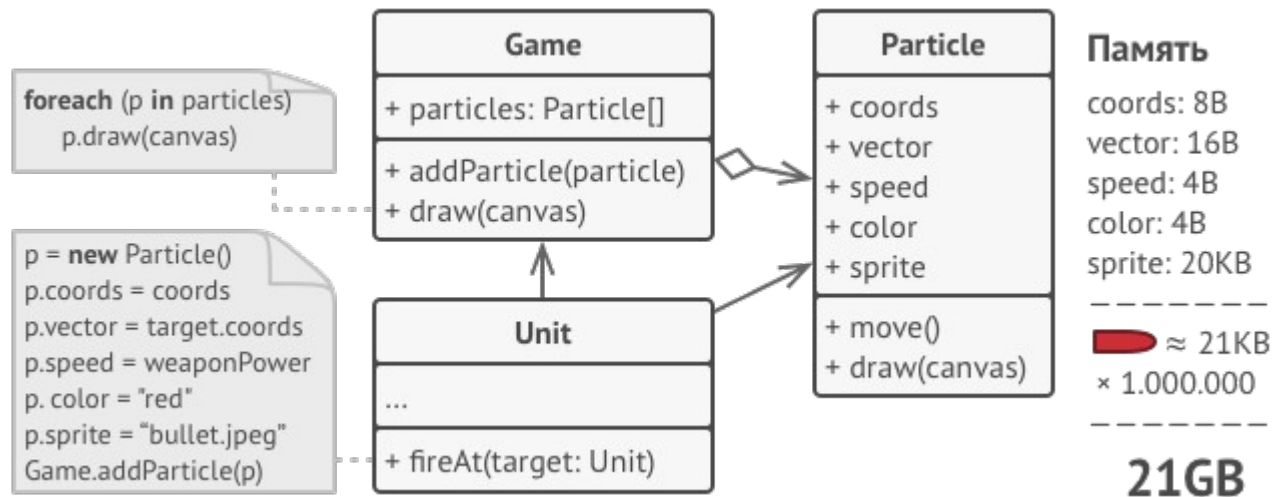 foreach (p in particles)
p.draw(canvas)
p = new Particle()
p.coords = coords
p.vector = target.coords
p.speed = weaponPower
p. color = "red"
p.sprite = “bullet.jpeg”
Game.addParticle(p)
Game
+ particles: Particle[]
+ addParticle(particle)
+ draw(canvas)
Unit
...
+ fireAt(target: Unit)
Particle
+ coords
+ vector
+ speed
+ color
+ sprite
+ move()
+ draw(canvas)
Память
coords: 8B
vector: 16B
speed: 4B
color: 4B
sprite: 20KB
≈ 21KB
× 1.000.000
21GB